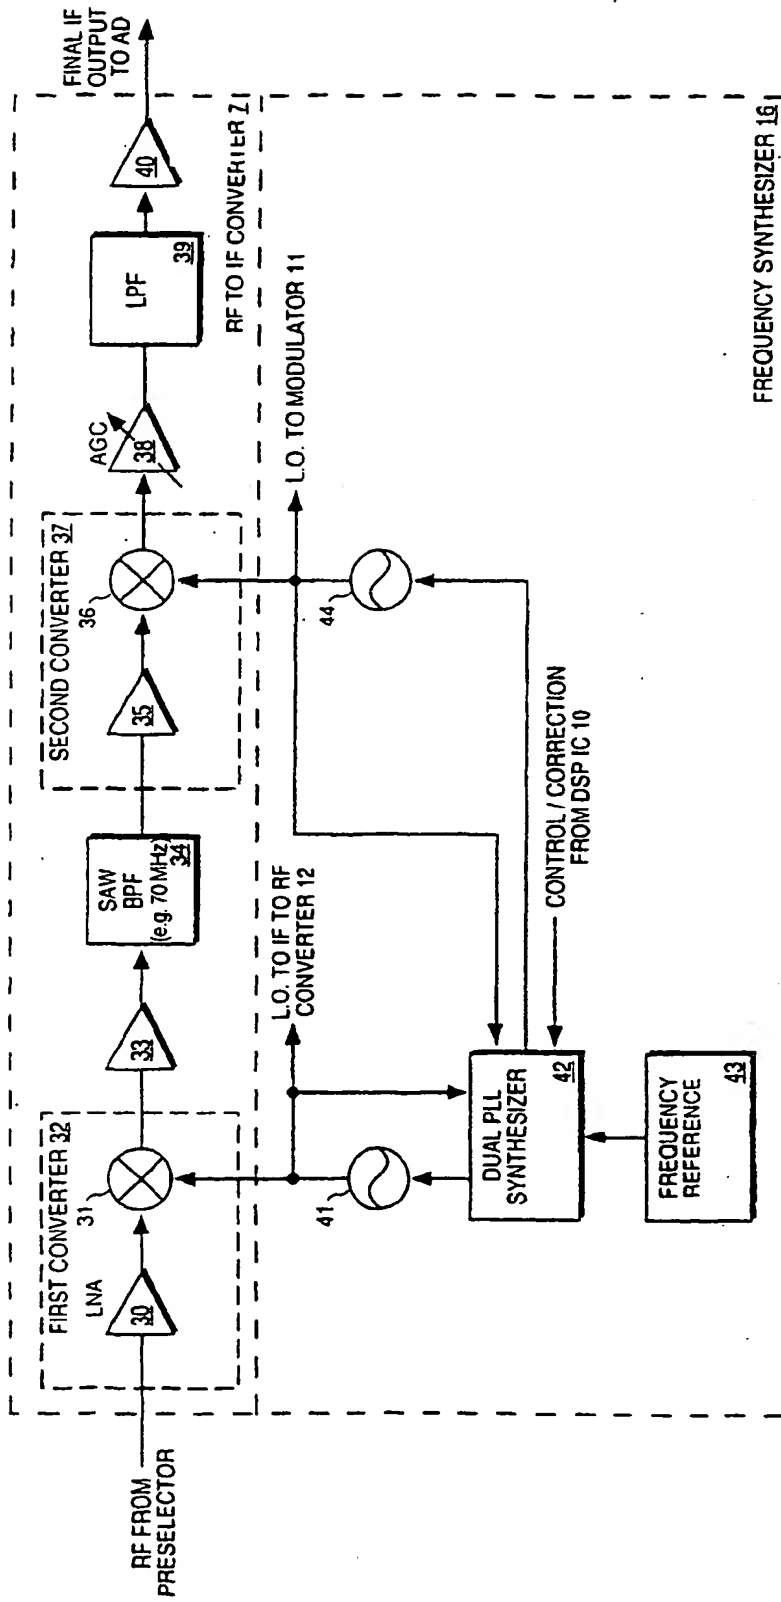 RF FROM
PRESELECTOR
FIRST CONVERTER 32
LNA
30
31
33
SAW
BPF
(e.g. 70 MHz)
34
SECOND CONVERTER 37
35
36
AGC
38
LPF
39
40
FINAL IF
OUTPUT
TO AD
RF TO IF CONVERTER 7
L.O. TO IF TO RF
CONVERTER 12
L.O. TO MODULATOR 11
41
44
DUAL PLL
SYNTHESIZER
42
CONTROL / CORRECTION
FROM DSP IC 10
FREQUENCY
REFERENCE
43
FREQUENCY SYNTHESIZER 16